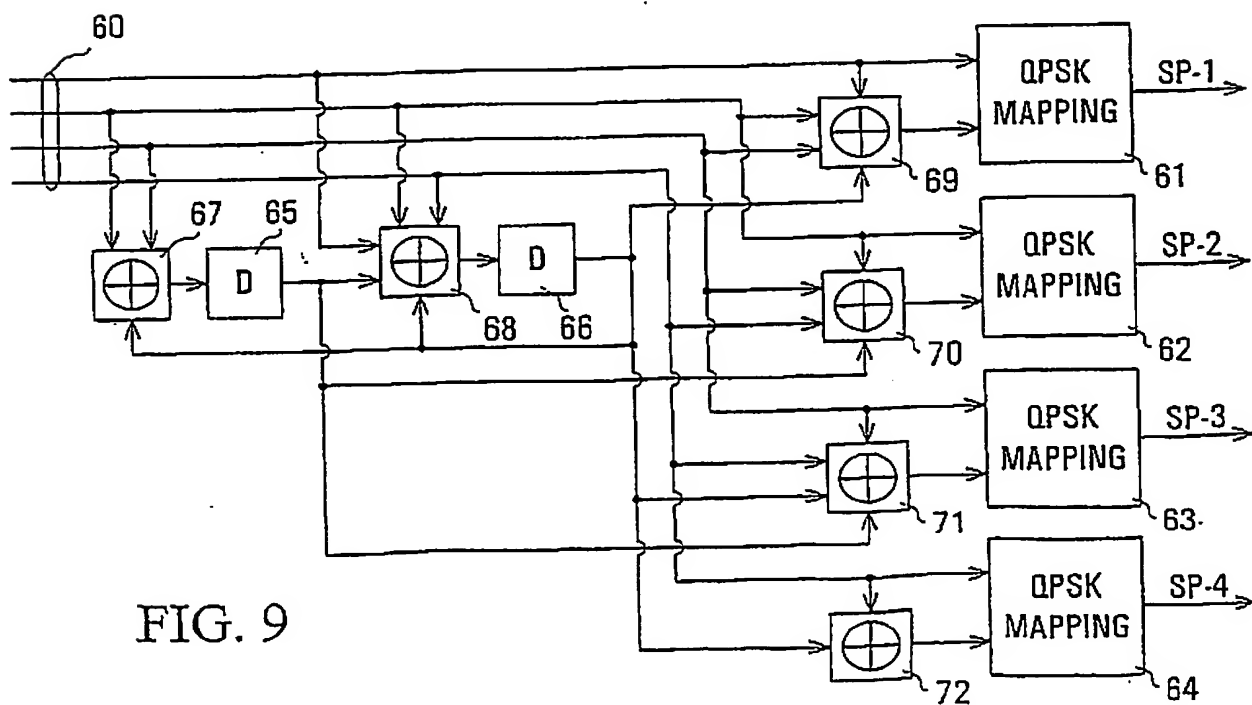 60
QPSK
MAPPING
SP-1
61
69
67
65
D
68
D
66
QPSK
MAPPING
SP-2
62
70
QPSK
MAPPING
SP-3
63.
71
QPSK
MAPPING
SP-4
64
72
FIG. 9